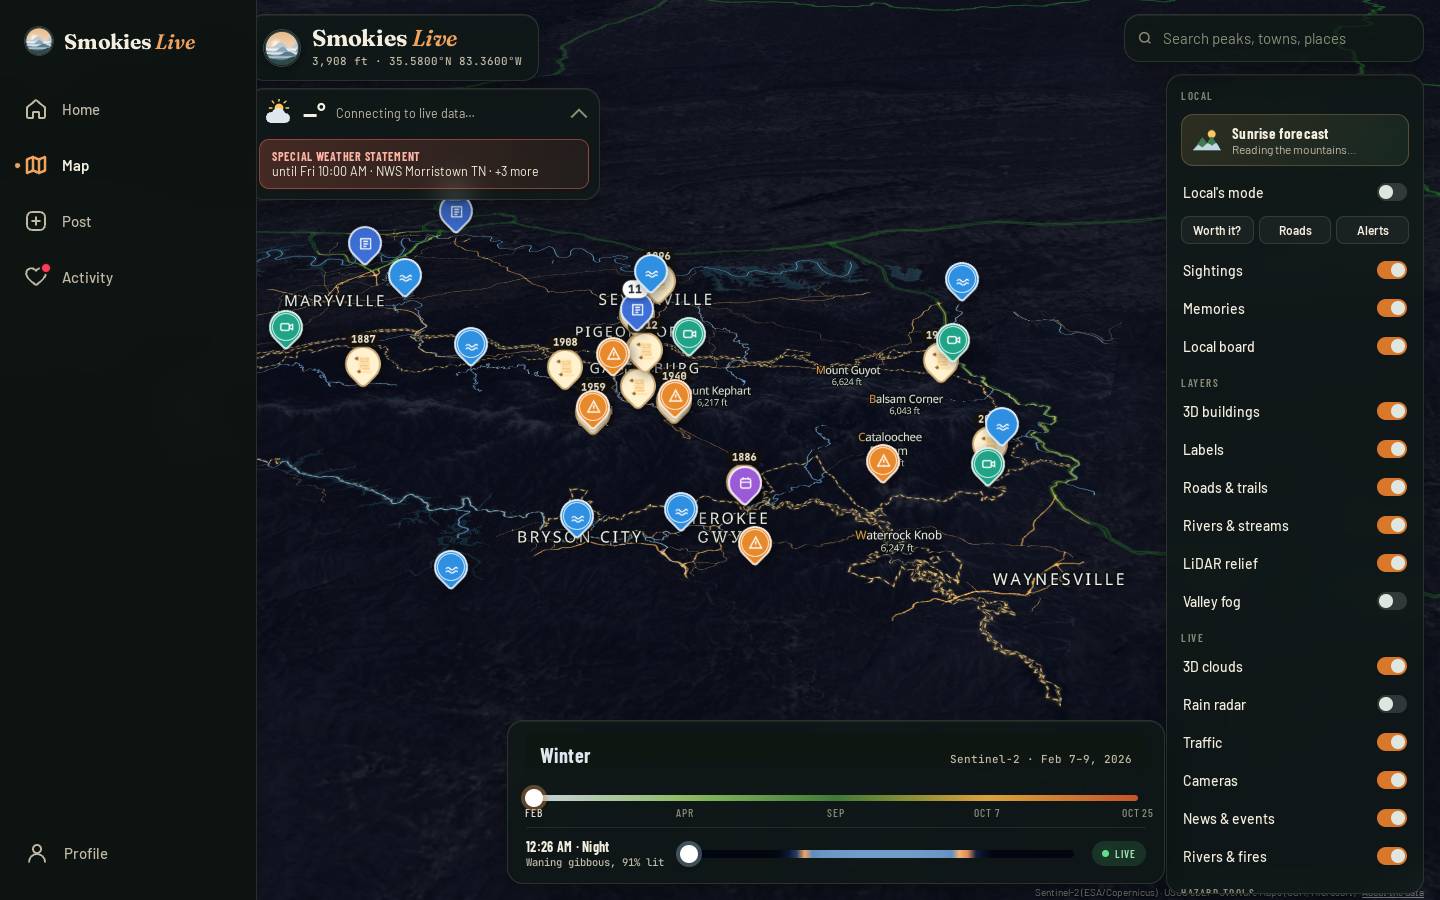 Smokies Live
Home
Map
Post
Activity
Profile
Smokies Live
3,908 ft · 35.5800°N 83.3600°W
—° Connecting to live data…
SPECIAL WEATHER STATEMENT
until Fri 10:00 AM · NWS Morristown TN · +3 more
Search peaks, towns, places
MARYVILLE
11
1887
1908
1959
1940
6,217 ft
Mount Guyot
6,624 ft
Balsam Corner
6,043 ft
Cataloochee
1886
BRYSON CITY
Waterrock Knob
6,247 ft
WAYNESVILLE
LOCAL
Sunrise forecast
Reading the mountains…
Local's mode
Worth it?
Roads
Alerts
Sightings
Memories
Local board
LAYERS
3D buildings
Labels
Roads & trails
Rivers & streams
LiDAR relief
Valley fog
LIVE
3D clouds
Rain radar
Traffic
Cameras
News & events
Rivers & fires
Winter
Sentinel-2 · Feb 7–9, 2026
FEB
APR
SEP
OCT 7
OCT 25
12:26 AM · Night
Waning gibbous, 91% lit
LIVE
Sentinel-2 (ESA/Copernicus)